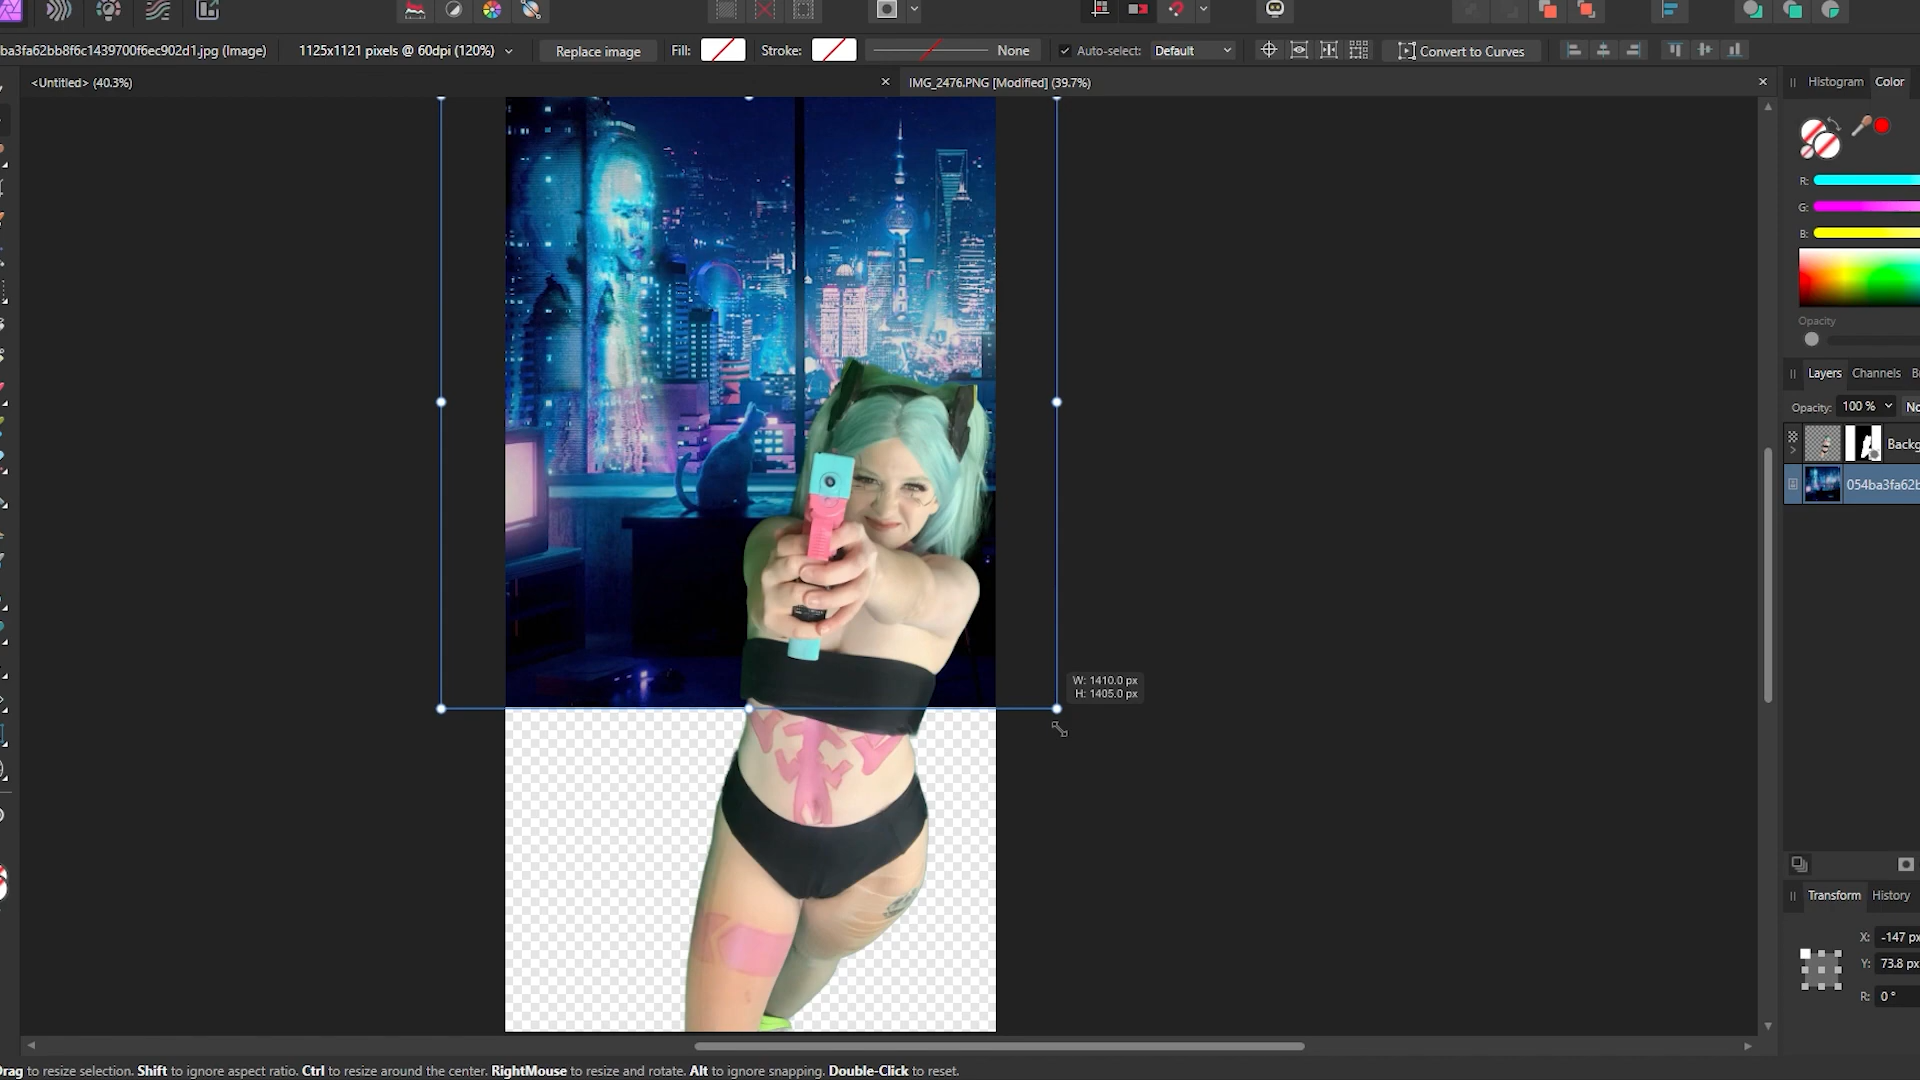 ba3fa62bb8f6c1439700f6ec902d1.jpg (Image)
1125x1121 pixels @ 60dpi (120%)
Replace image
Fill:
Stroke:
None
Auto-select:
Default
Convert to Curves
<Untitled> (40.3%)
IMG_2476.PNG [Modified] (39.7%)
Histogram
Color
R:
G:
B:
Opacity
Layers
Channels
Br
Opacity:
100 %
No
Backg
054ba3fa62b
W: 1410.0 px
H: 1405.0 px
Transform
History
X:
-147 px
Y:
73.8 px
R:
0 °
Drag to resize selection. Shift to ignore aspect ratio. Ctrl to resize around the center. RightMouse to resize and rotate. Alt to ignore snapping. Double-Click to reset.